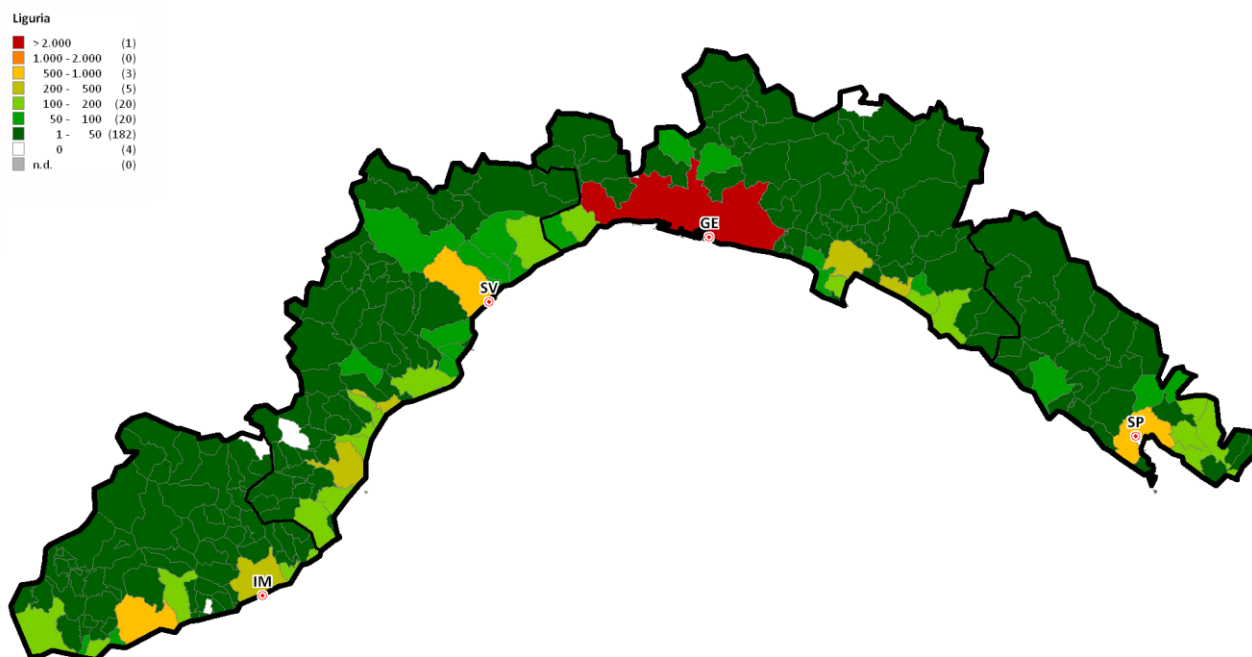 Liguria
> 2.000 (1)
1.000 - 2.000 (0)
500 - 1.000 (3)
200 - 500 (5)
100 - 200 (20)
50 - 100 (20)
1 - 50 (182)
0 (4)
n.d. (0)
GE
SV
SP
IM